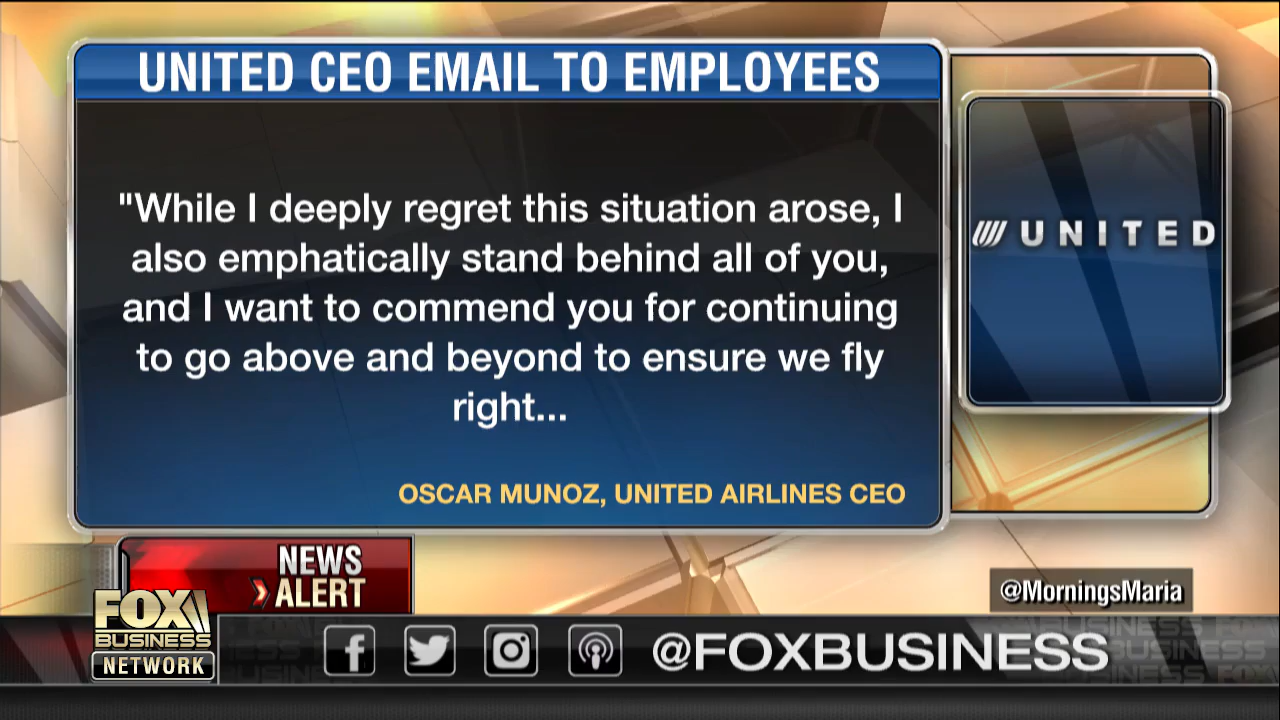 UNITED CEO EMAIL TO EMPLOYEES
"While I deeply regret this situation arose, I
also emphatically stand behind all of you,
and I want to commend you for continuing
to go above and beyond to ensure we fly
right...
OSCAR MUNOZ, UNITED AIRLINES CEO
UNITED
NEWS
ALERT
@MorningsMaria
FOX
BUSINESS
NETWORK
@FOXBUSINESS